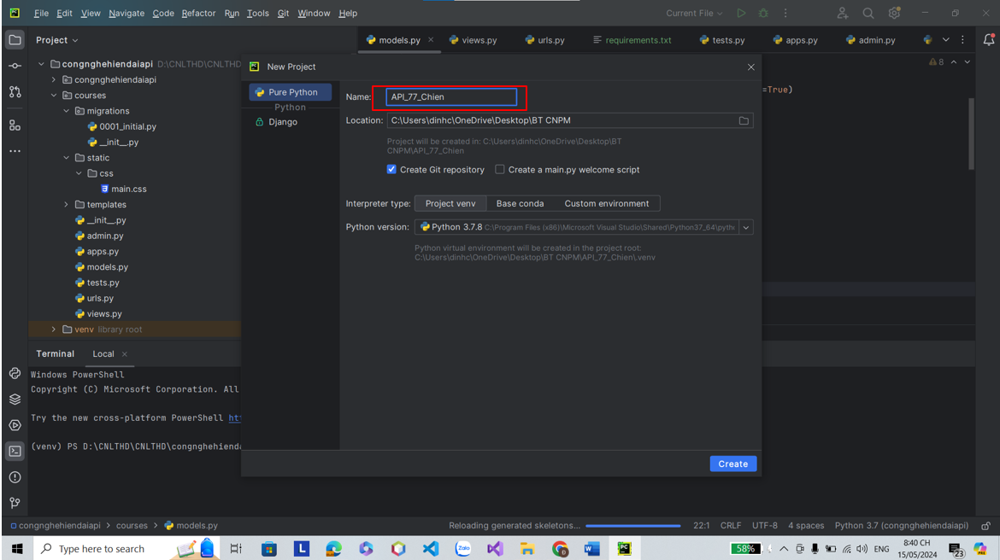 File Edit View Navigate Code Refactor Run Tools Git Window Help Current File
Project
models.py views.py urls.py requirements.txt tests.py apps.py admin.py
congnghehiendaiapi D:\CNLTHD\CNLTHD
congnghehiendaiapi
courses
migrations
0001_initial.py
__init__.py
static
css
main.css
templates
__init__.py
admin.py
apps.py
models.py
tests.py
urls.py
views.py
venv library root
8
=True)
New Project
Pure Python
Python
Django
Name: API_77_Chien
Location: C:\Users\dinhc\OneDrive\Desktop\BT CNPM
Project will be created in: C:\Users\dinhc\OneDrive\Desktop\BT
CNPM\API_77_Chien
Create Git repository Create a main.py welcome script
Interpreter type: Project venv Base conda Custom environment
Python version: Python 3.7.8 C:\Program Files (x86)\Microsoft Visual Studio\Shared\Python37_64\pyth
Python virtual environment will be created in the project root:
C:\Users\dinhc\OneDrive\Desktop\BT CNPM\API_77_Chien\.venv
Create
Terminal Local
Windows PowerShell
Copyright (C) Microsoft Corporation. All
Try the new cross-platform PowerShell htt
(venv) PS D:\CNLTHD\CNLTHD\congnghehienda
congnghehiendaiapi > courses > models.py Reloading generated skeletons... 22:1 CRLF UTF-8 4 spaces Python 3.7 (congnghehiendaiapi)
Type here to search 58% ENG 8:40 CH
15/05/2024 23